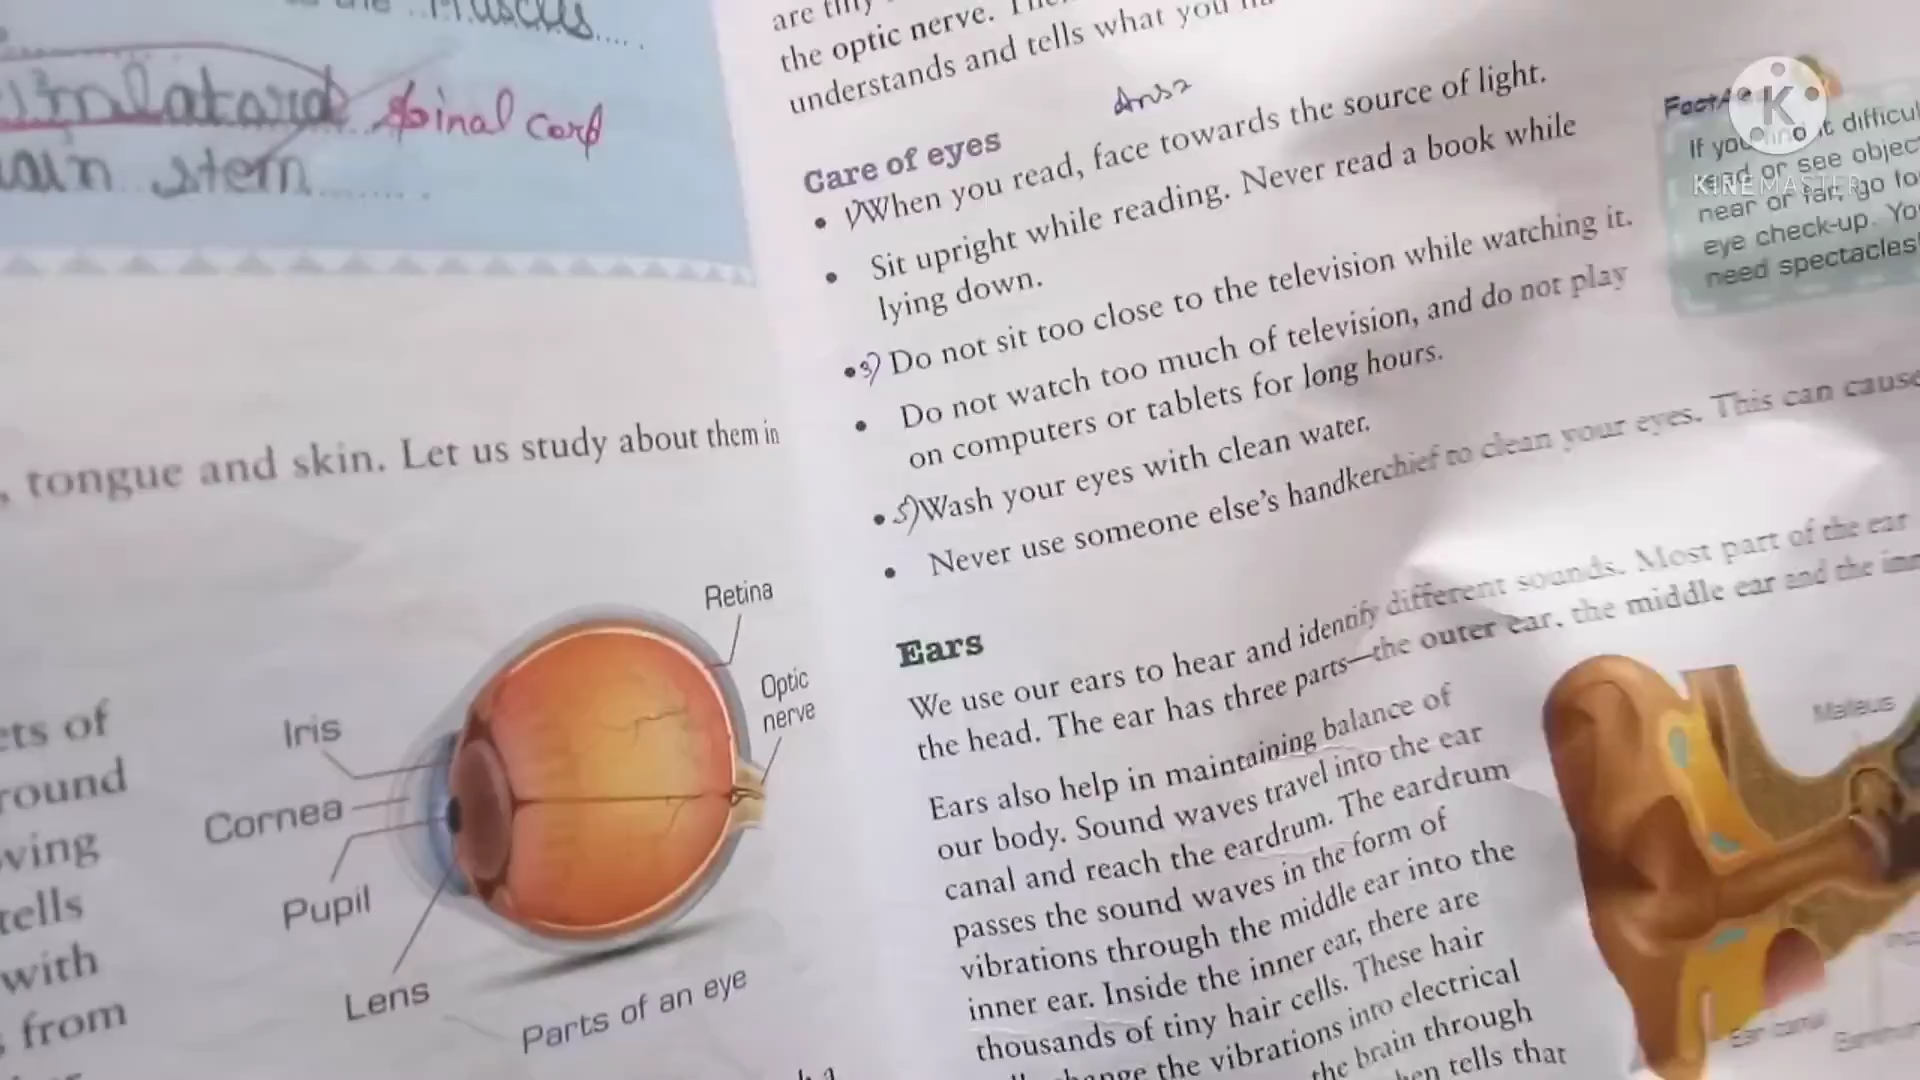 the Muscles.....
spinal cord
stem.......
, tongue and skin. Let us study about them in
ets of
round
ving
tells
with
from
Retina
Optic
nerve
Iris
Cornea
Pupil
Lens
Parts of an eye
are tiny
the optic nerve.
understands and tells what you
Ans2
Care of eyes
• 1) When you read, face towards the source of light.
• Sit upright while reading. Never read a book while
lying down.
• 3) Do not sit too close to the television while watching it.
• Do not watch too much of television, and do not play
on computers or tablets for long hours.
• 5) Wash your eyes with clean water.
• Never use someone else's handkerchief to clean your eyes. This can cause
Ears
We use our ears to hear and identify different sounds. Most part of the ear
the head. The ear has three parts—the outer ear, the middle ear and the inn
Ears also help in maintaining balance of
our body. Sound waves travel into the ear
canal and reach the eardrum. The eardrum
passes the sound waves in the form of
vibrations through the middle ear into the
inner ear. Inside the inner ear, there are
thousands of tiny hair cells. These hair
change the vibrations into electrical
the brain through
tells that
If you find it difficul
read or see object
near or far, go for
eye check-up. You
need spectacles!
K
KINEMASTER
Malleus
Ear canal